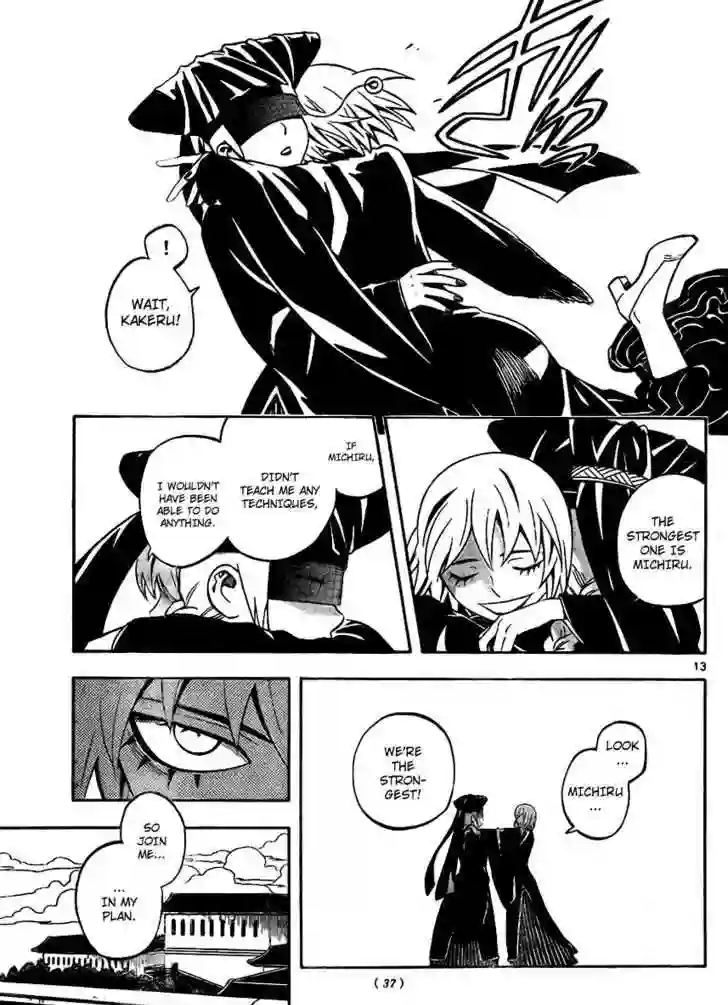 !
WAIT,
KAKERU!
THE
STRONGEST
ONE IS
MICHIRU.
IF
MICHIRU,
DIDN'T
TEACH ME ANY
TECHNIQUES,
I WOULDN'T
HAVE BEEN
ABLE TO DO
ANYTHING.
13
LOOK
...
MICHIRU
...
WE'RE
THE
STRON-
GEST!
SO
JOIN
ME...
...
IN MY
PLAN.
( 37 )